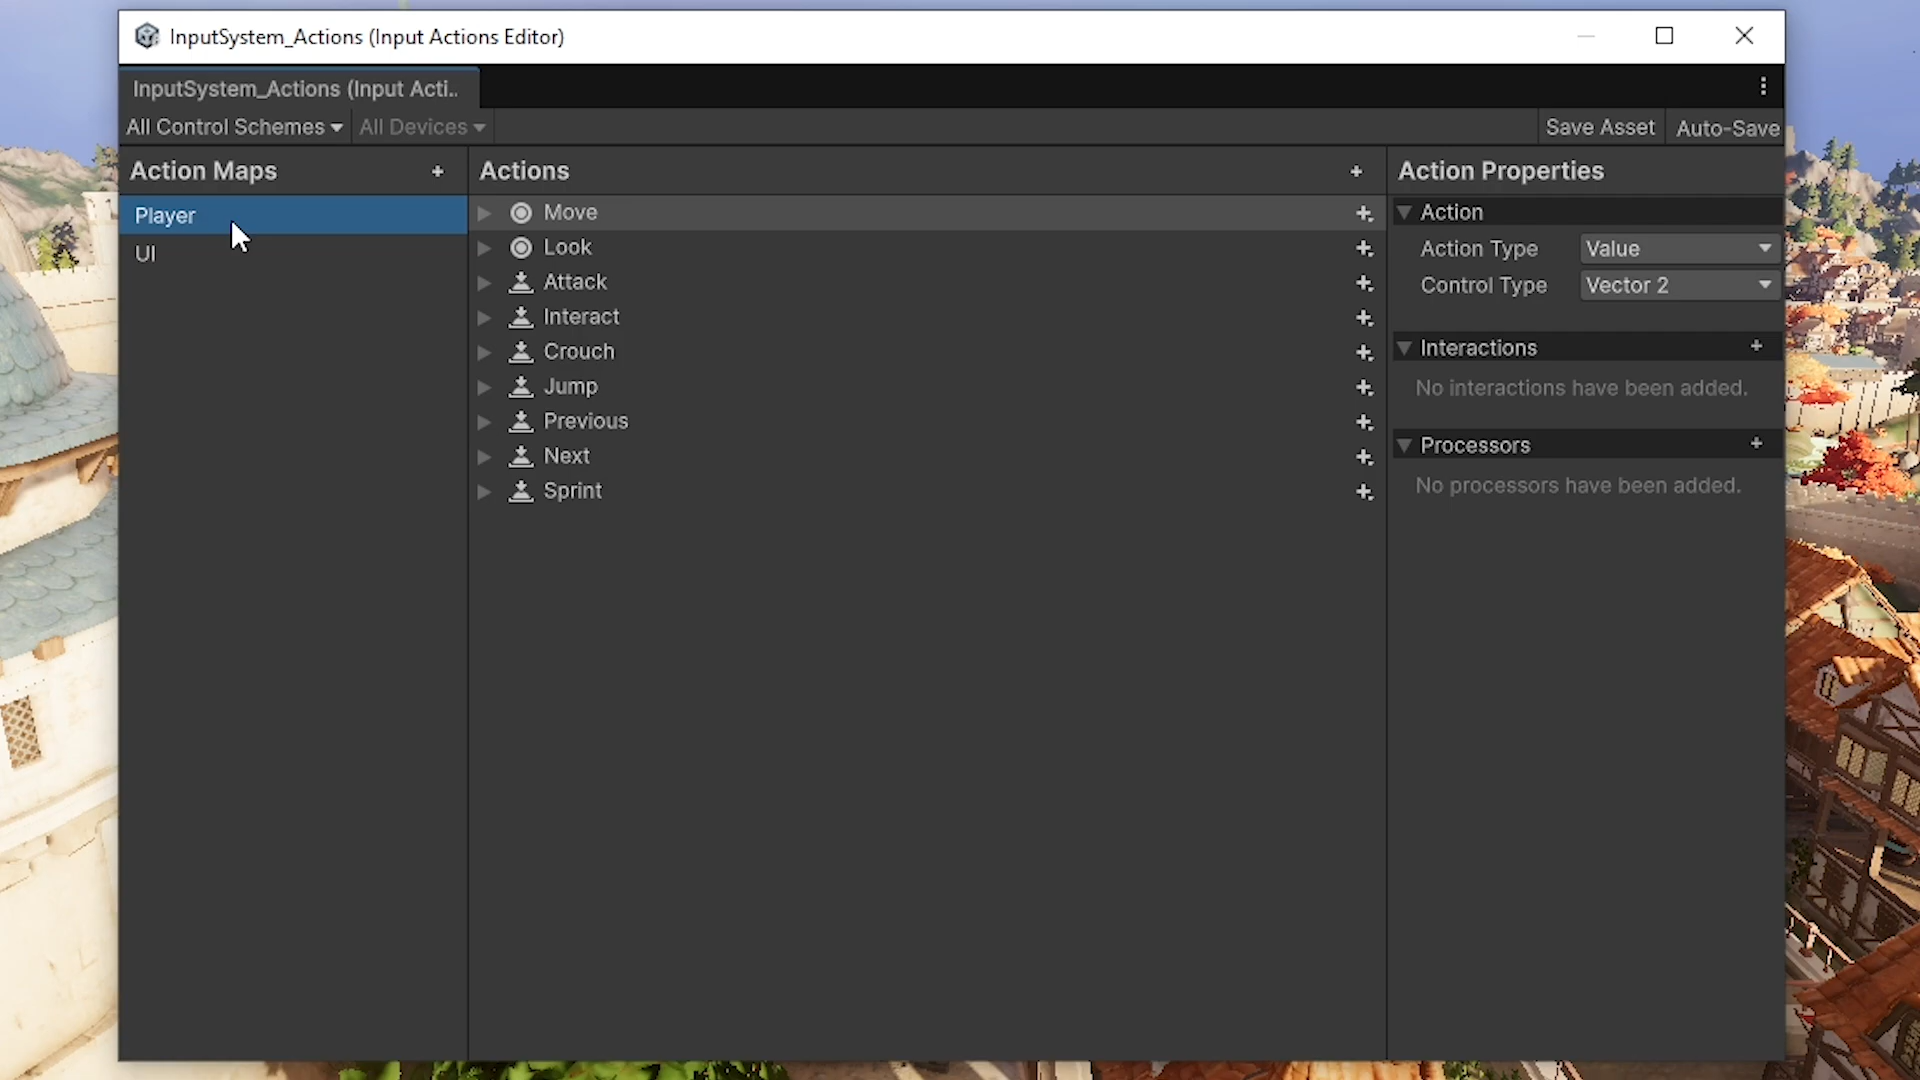 InputSystem_Actions (Input Actions Editor)
InputSystem_Actions (Input Acti..
All Control Schemes All Devices Save Asset Auto-Save
Action Maps + Actions + Action Properties
Player
UI
Move
Look
Attack
Interact
Crouch
Jump
Previous
Next
Sprint
Action
Action Type Value
Control Type Vector 2
Interactions +
No interactions have been added.
Processors +
No processors have been added.